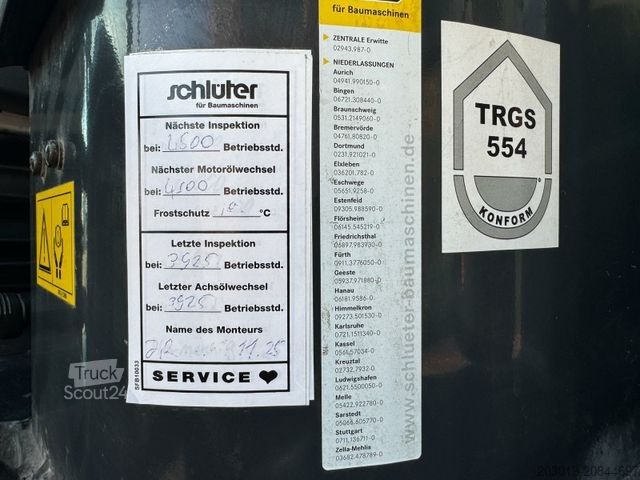 schlüter
für Baumaschinen
Nächste Inspektion
bei: 4500 Betriebsstd.
Nächster Motorölwechsel
bei: 4500 Betriebsstd.
Frostschutz °C
Letzte Inspektion
bei: 3925 Betriebsstd.
Letzter Achsölwechsel
bei: 3925 Betriebsstd.
Name des Monteurs
11.25
SERVICE
SFB10033
für Baumaschinen
ZENTRALE Erwitte
02943.987-0
NIEDERLASSUNGEN
Aurich
04941.990150-0
Bingen
06721.308440-0
Braunschweig
0531.2149060-0
Bremervörde
04761.80820-0
Dortmund
0231.921021-0
Elxleben
036201.782-0
Eschwege
05651.9258-0
Estenfeld
09305.988590-0
Flörsheim
06145.545219-0
Friedrichsthal
06897.983930-0
Fürth
0911.3776050-0
Geeste
05937.971880-0
Hanau
06181.9586-0
Himmelkron
09273.501530-0
Karlsruhe
0721.1511340-0
Kassel
0561.57034-0
Kreuztal
02732.7932-0
Ludwigshafen
0621.5500050-0
Melle
05422.922780-0
Sarstedt
05066.605770-0
Stuttgart
0711.136711-0
Zella-Mehlis
03682.478789-0
www.schlueter-baumaschinen.de
TRGS
554
KONFORM
Truck
Scout24